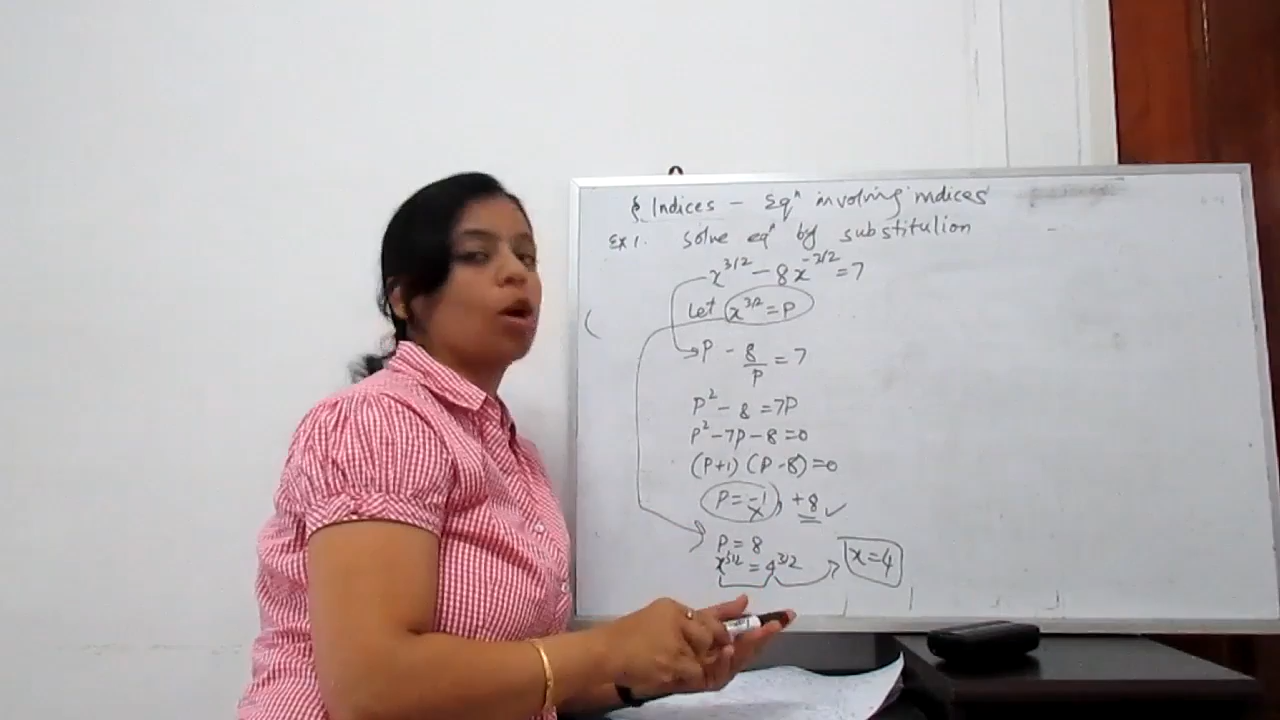 § Indices - Eqⁿ involving indices
Ex 1. Solve eqⁿ by substitution
x^3/2 - 8x^-3/2 = 7
Let x^3/2 = P
P - 8/P = 7
P² - 8 = 7P
P² - 7P - 8 = 0
(P+1) (P-8) = 0
P = -1, +8 ✓
P = 8
x^3/2 = 4^3/2 x = 4